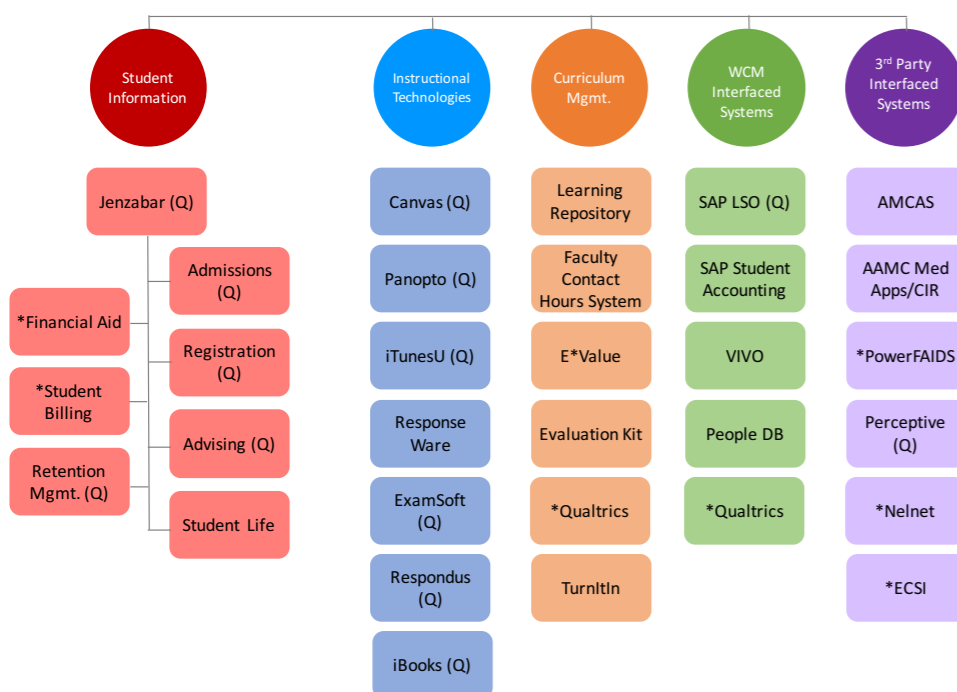 Student
Information
Instructional
Technologies
Curriculum
Mgmt.
WCM
Interfaced
Systems
3rd Party
Interfaced
Systems
Jenzabar (Q)
Admissions
(Q)
*Financial Aid
Registration
(Q)
*Student
Billing
Advising (Q)
Retention
Mgmt. (Q)
Student Life
Canvas (Q)
Panopto (Q)
iTunesU (Q)
Response
Ware
ExamSoft
(Q)
Respondus
(Q)
iBooks (Q)
Learning
Repository
Faculty
Contact
Hours System
E*Value
Evaluation Kit
*Qualtrics
TurnItIn
SAP LSO (Q)
SAP Student
Accounting
VIVO
People DB
*Qualtrics
AMCAS
AAMC Med
Apps/CIR
*PowerFAIDS
Perceptive
(Q)
*Nelnet
*ECSI